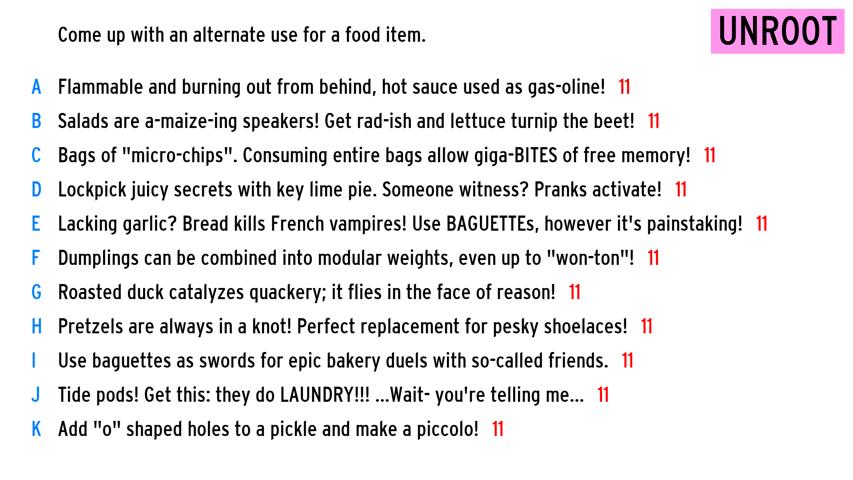 Come up with an alternate use for a food item.
UNROOT
A Flammable and burning out from behind, hot sauce used as gas-oline! 11
B Salads are a-maize-ing speakers! Get rad-ish and lettuce turnip the beet! 11
C Bags of "micro-chips". Consuming entire bags allow giga-BITES of free memory! 11
D Lockpick juicy secrets with key lime pie. Someone witness? Pranks activate! 11
E Lacking garlic? Bread kills French vampires! Use BAGUETTEs, however it's painstaking! 11
F Dumplings can be combined into modular weights, even up to "won-ton"! 11
G Roasted duck catalyzes quackery; it flies in the face of reason! 11
H Pretzels are always in a knot! Perfect replacement for pesky shoelaces! 11
I Use baguettes as swords for epic bakery duels with so-called friends. 11
J Tide pods! Get this: they do LAUNDRY!!! ...Wait- you're telling me... 11
K Add "o" shaped holes to a pickle and make a piccolo! 11